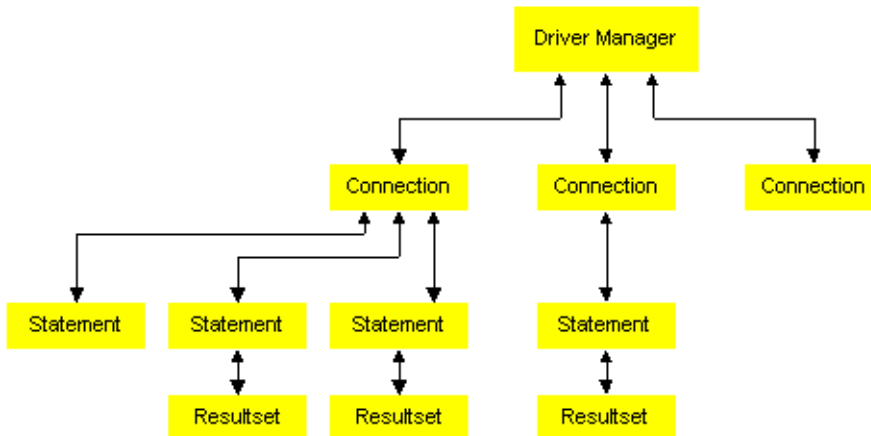 Driver Manager
Connection
Connection
Connection
Statement
Statement
Statement
Statement
Resultset
Resultset
Resultset